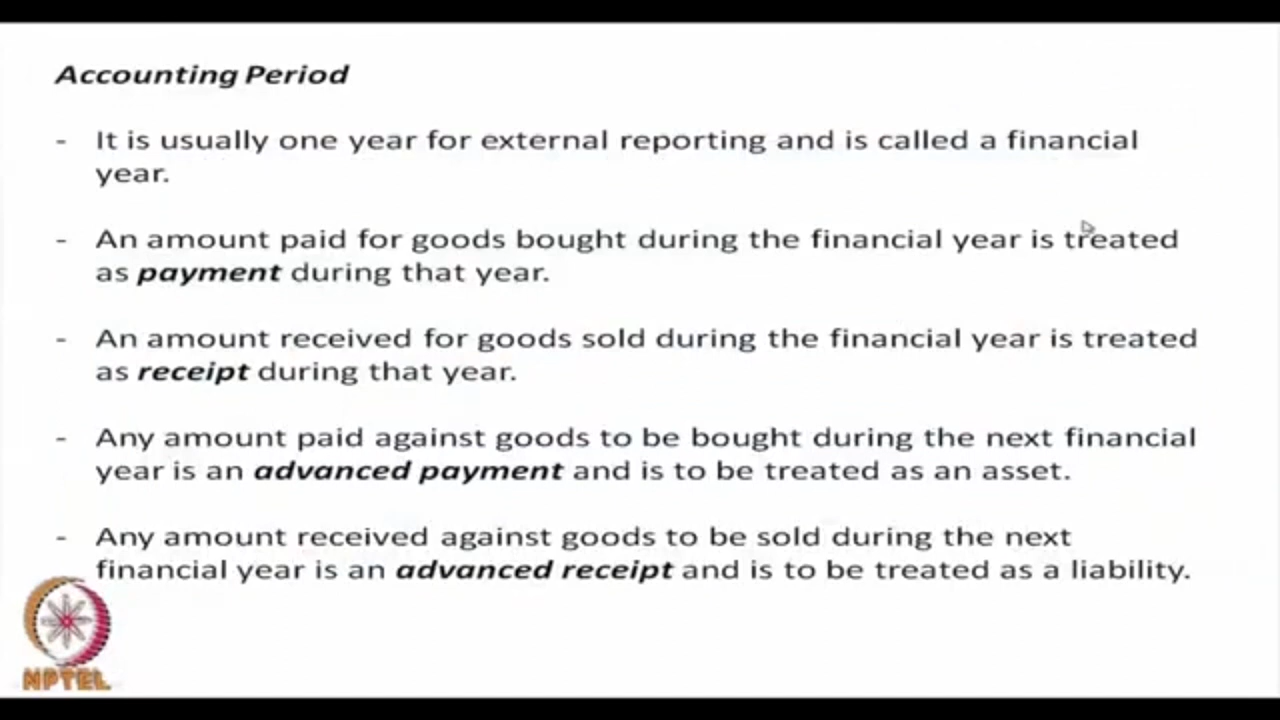 Accounting Period
- It is usually one year for external reporting and is called a financial
year.
- An amount paid for goods bought during the financial year is treated
as payment during that year.
- An amount received for goods sold during the financial year is treated
as receipt during that year.
- Any amount paid against goods to be bought during the next financial
year is an advanced payment and is to be treated as an asset.
- Any amount received against goods to be sold during the next
financial year is an advanced receipt and is to be treated as a liability.
NPTEL